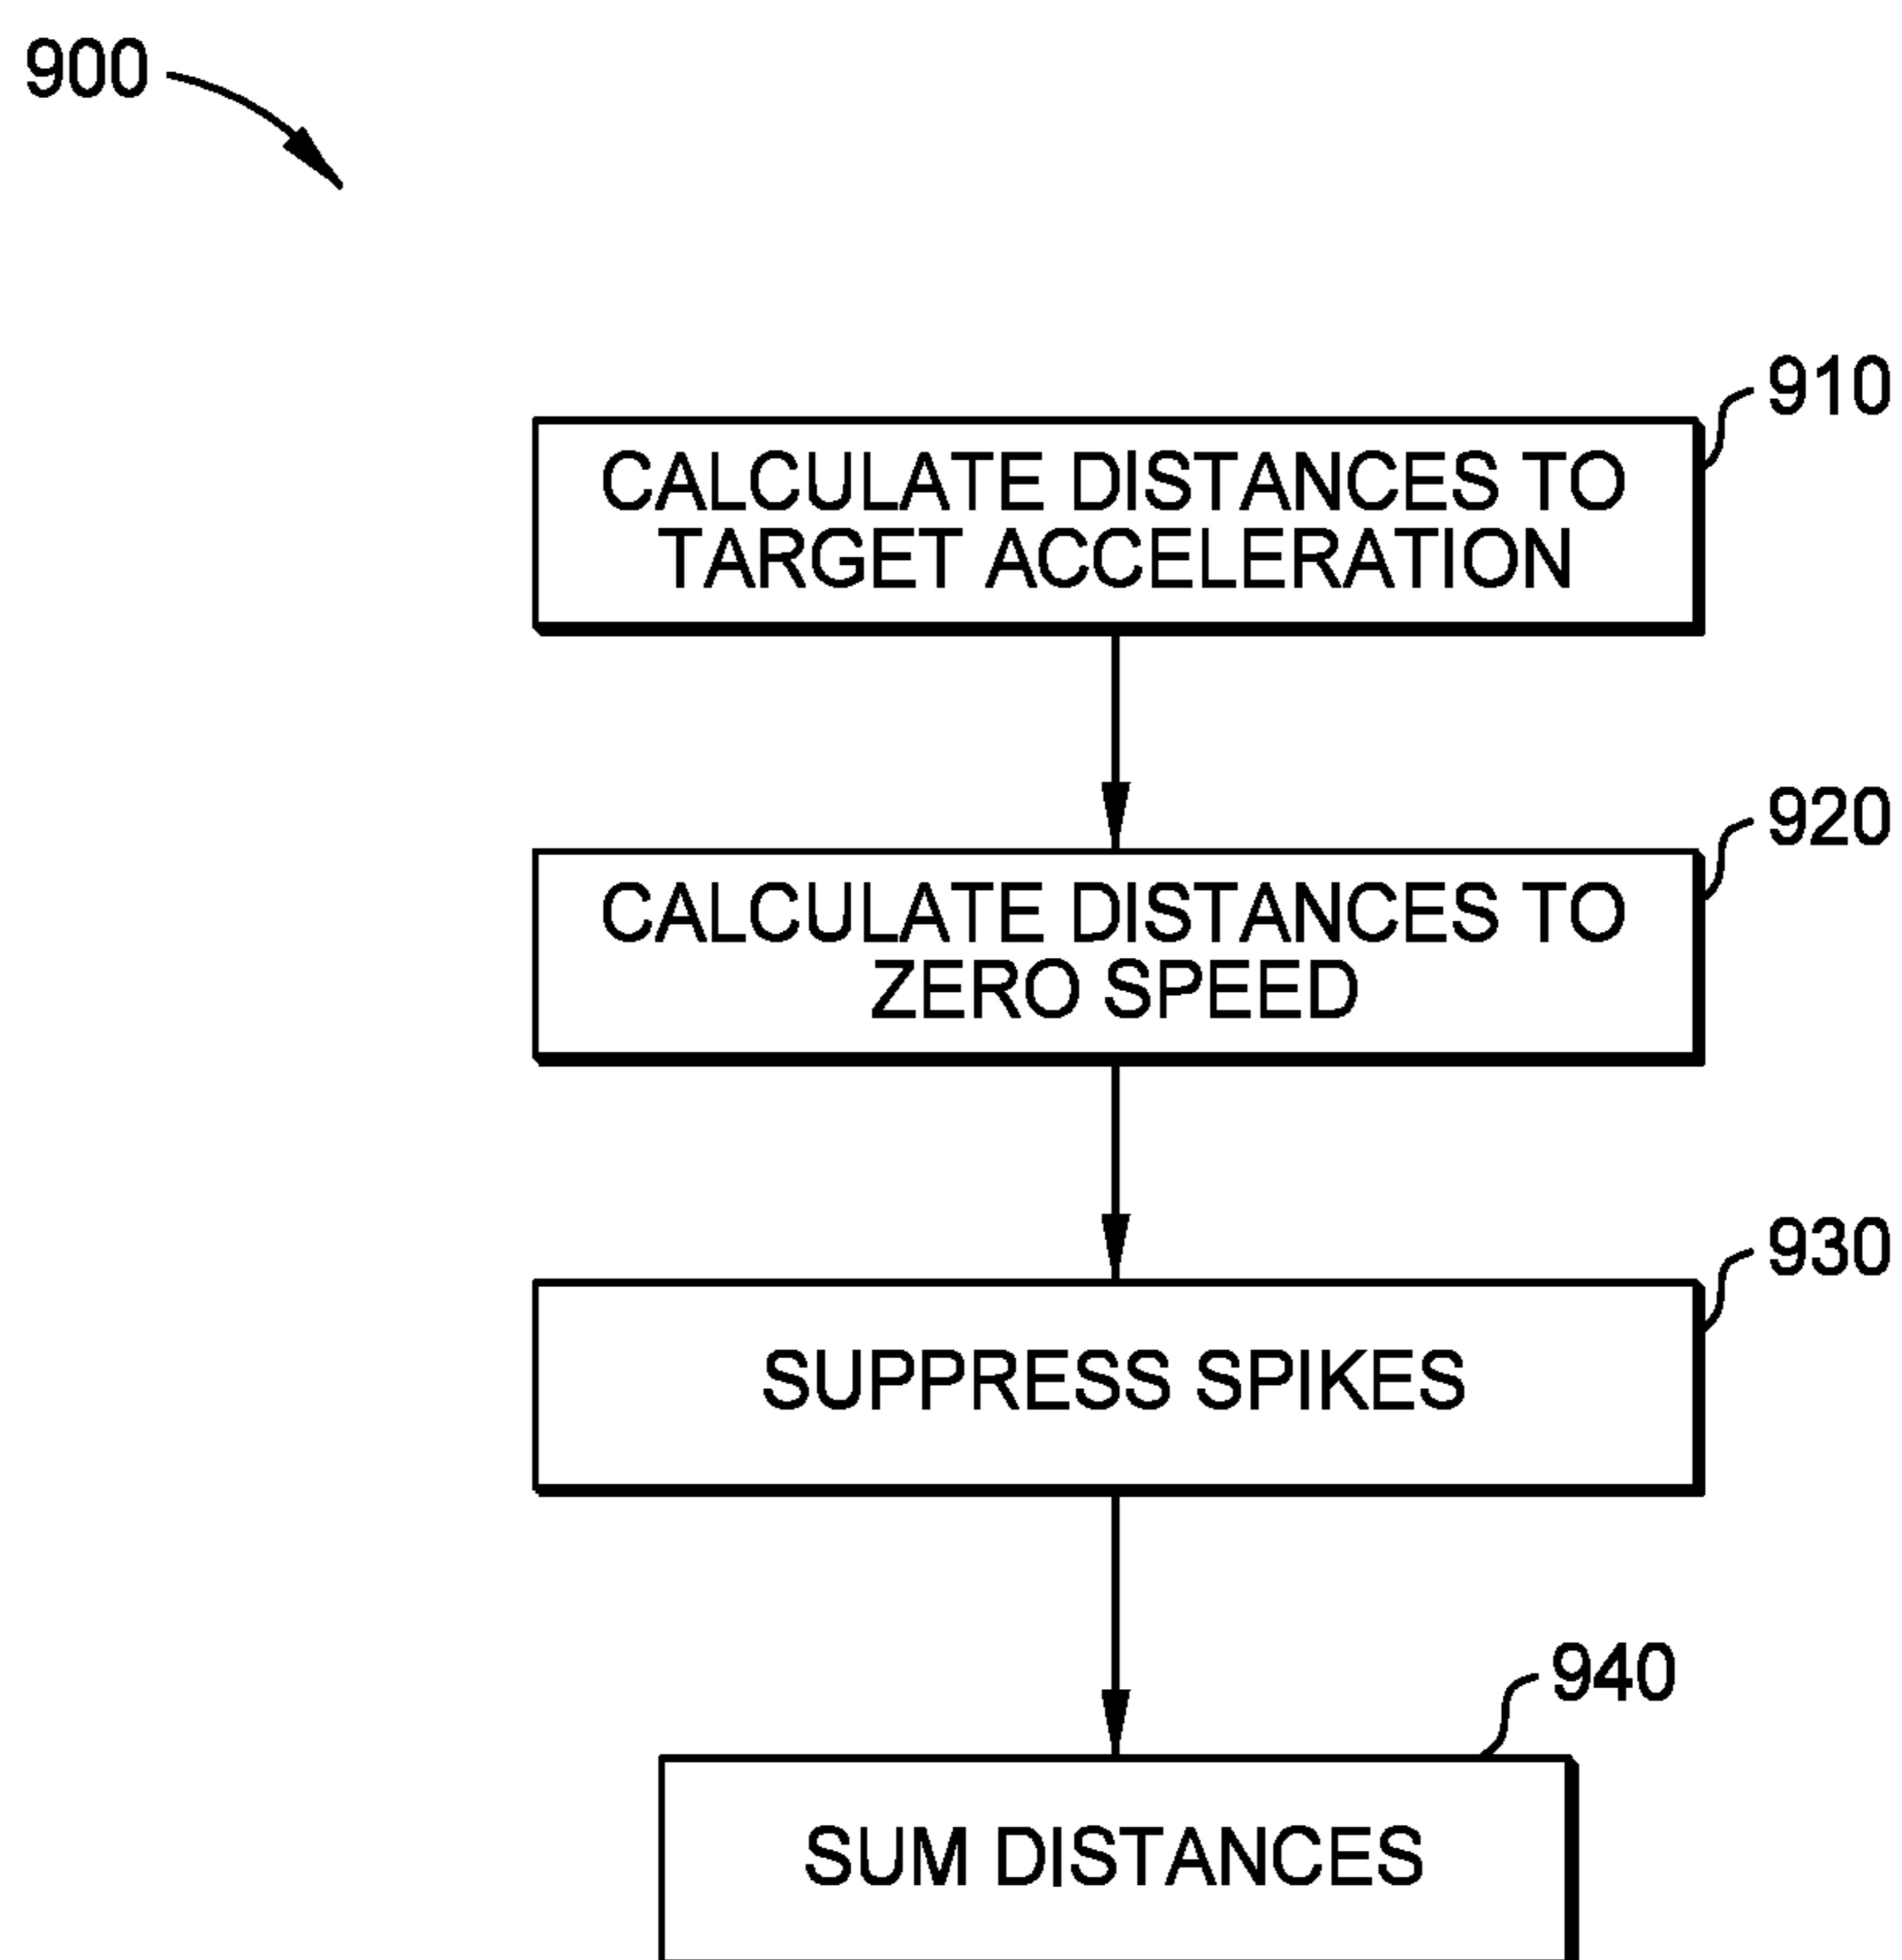 900
910
CALCULATE DISTANCES TO
TARGET ACCELERATION
920
CALCULATE DISTANCES TO
ZERO SPEED
930
SUPPRESS SPIKES
940
SUM DISTANCES